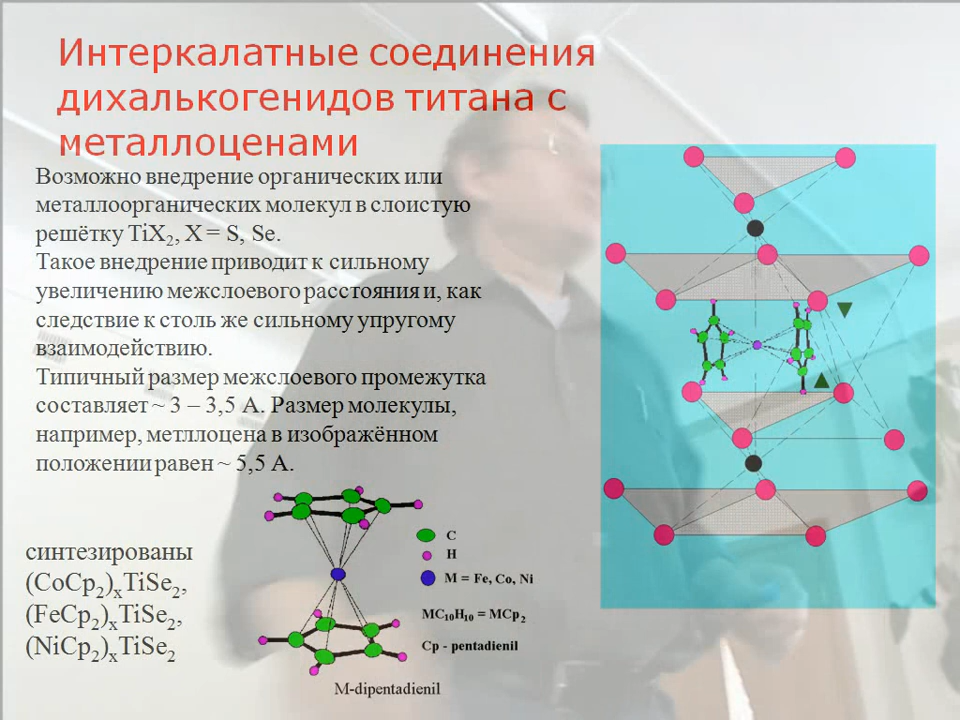 Интеркалатные соединения
дихалькогенидов титана с
металлоценами
Возможно внедрение органических или
металлоорганических молекул в слоистую
решётку TiX₂, X = S, Se.
Такое внедрение приводит к сильному
увеличению межслоевого расстояния и, как
следствие к столь же сильному упругому
взаимодействию.
Типичный размер межслоевого промежутка
составляет ~ 3 – 3,5 А. Размер молекулы,
например, метллоцена в изображённом
положении равен ~ 5,5 А.
синтезированы
(CoCp₂)ₓTiSe₂,
(FeCp₂)ₓTiSe₂,
(NiCp₂)ₓTiSe₂
C
H
M = Fe, Co, Ni
MC₁₀H₁₀ = MCp₂
Cp - pentadienil
M-dipentadienil